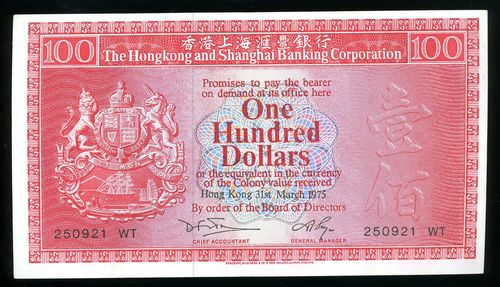 100 香港上海滙豐銀行 100
The Hongkong and Shanghai Banking Corporation
Promises to pay the bearer
on demand at its office here
One
Hundred
Dollars
or the equivalent in the currency
of the Colony value received
Hong Kong 31st March 1975
By order of the Board of Directors
壹
佰
250921 WT
250921 WT
CHIEF ACCOUNTANT
GENERAL MANAGER